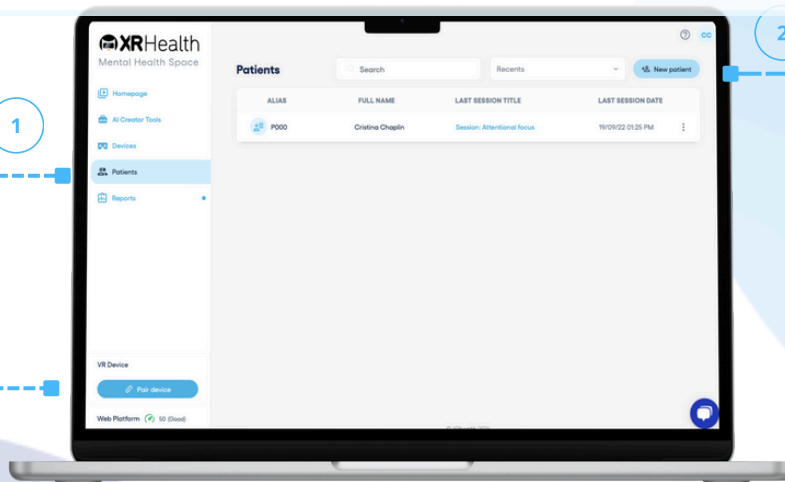 XRHealth
Mental Health Space
CC
2
Patients
Search
Recents
New patient
Homepage
AI Creator Tools
Devices
Patients
Reports
1
ALIAS FULL NAME LAST SESSION TITLE LAST SESSION DATE
P000 Cristina Chaplin Session: Attentional focus 19/09/22 01:25 PM
VR Device
Pair device
Web Platform 50 (Good)